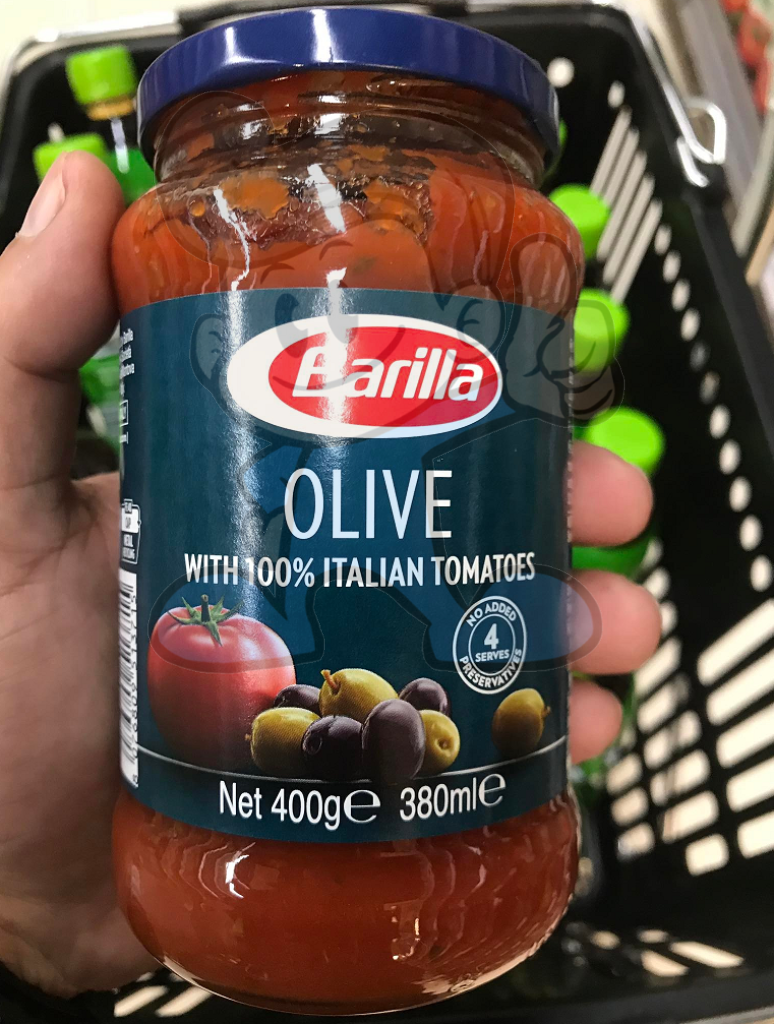 Barilla
OLIVE
WITH 100% ITALIAN TOMATOES
NO ADDED
4
SERVES
PRESERVATIVES
Net 400g℮ 380ml℮